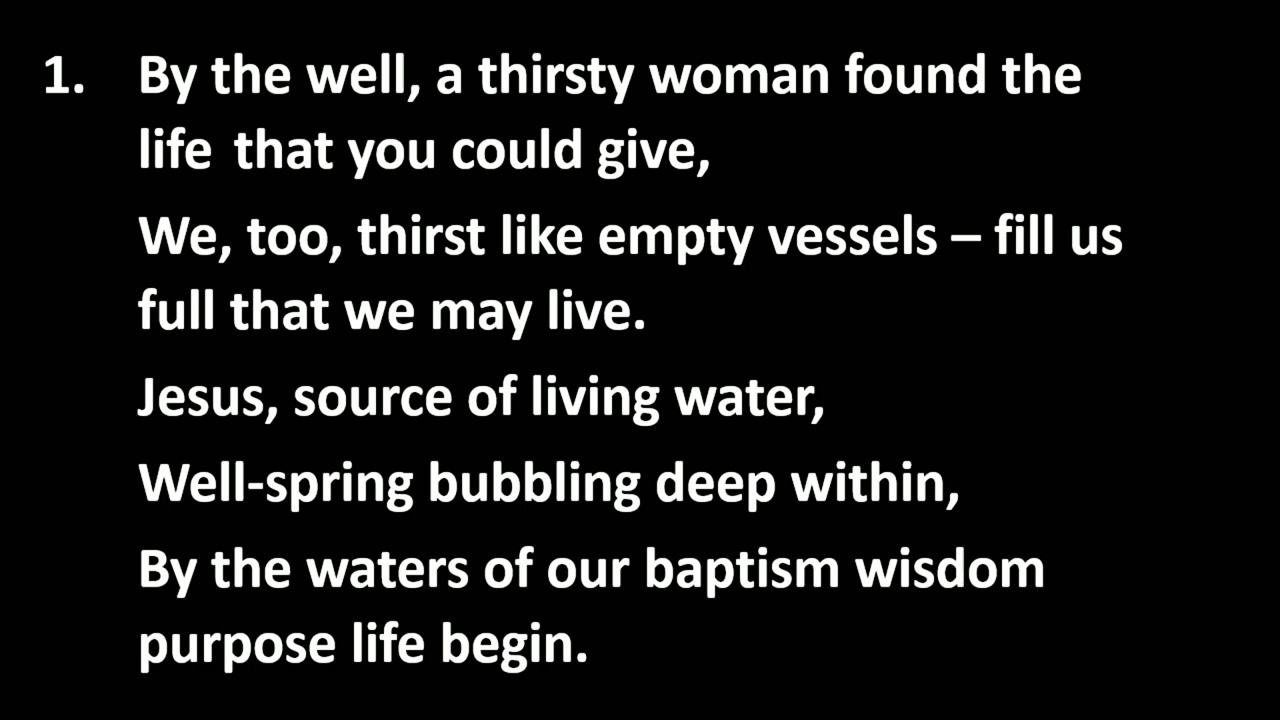 1. By the well, a thirsty woman found the
life that you could give,
We, too, thirst like empty vessels – fill us
full that we may live.
Jesus, source of living water,
Well-spring bubbling deep within,
By the waters of our baptism wisdom
purpose life begin.